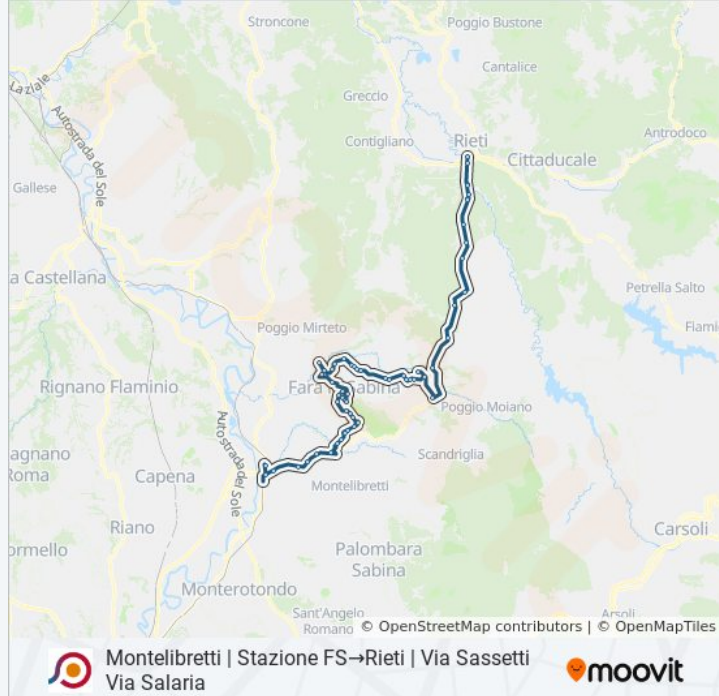 Stroncone
Poggio Bustone
Laziale
Cantalice
Greccio
Autostrada del Sole
Contigliano
Rieti
Antrodoco
Cittaducale
Gallese
a Castellana
Petrella Salto
Flami
Poggio Mirteto
Rignano Flaminio
Fara in Sabina
Poggio Moiano
Autostrada del Sole
agnano
Roma
Capena
Scandriglia
Montelibretti
Riano
Carsoli
ormello
Palombara
Sabina
Monterotondo
Sant'Angelo
Romano
Arsoli
© OpenStreetMap contributors | © OpenMapTiles
Montelibretti | Stazione FS→Rieti | Via Sassetti
Via Salaria
moovit